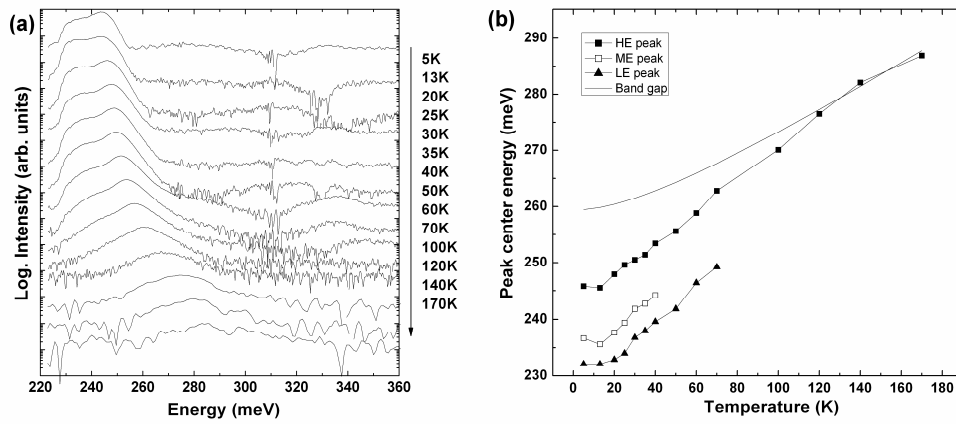 (a)
Log. Intensity (arb. units)
5K
13K
20K
25K
30K
35K
40K
50K
60K
70K
100K
120K
140K
170K
220 240 260 280 300 320 340 360
Energy (meV)
(b)
HE peak
ME peak
LE peak
Band gap
Peak center energy (meV)
290
280
270
260
250
240
230
0 20 40 60 80 100 120 140 160 180
Temperature (K)